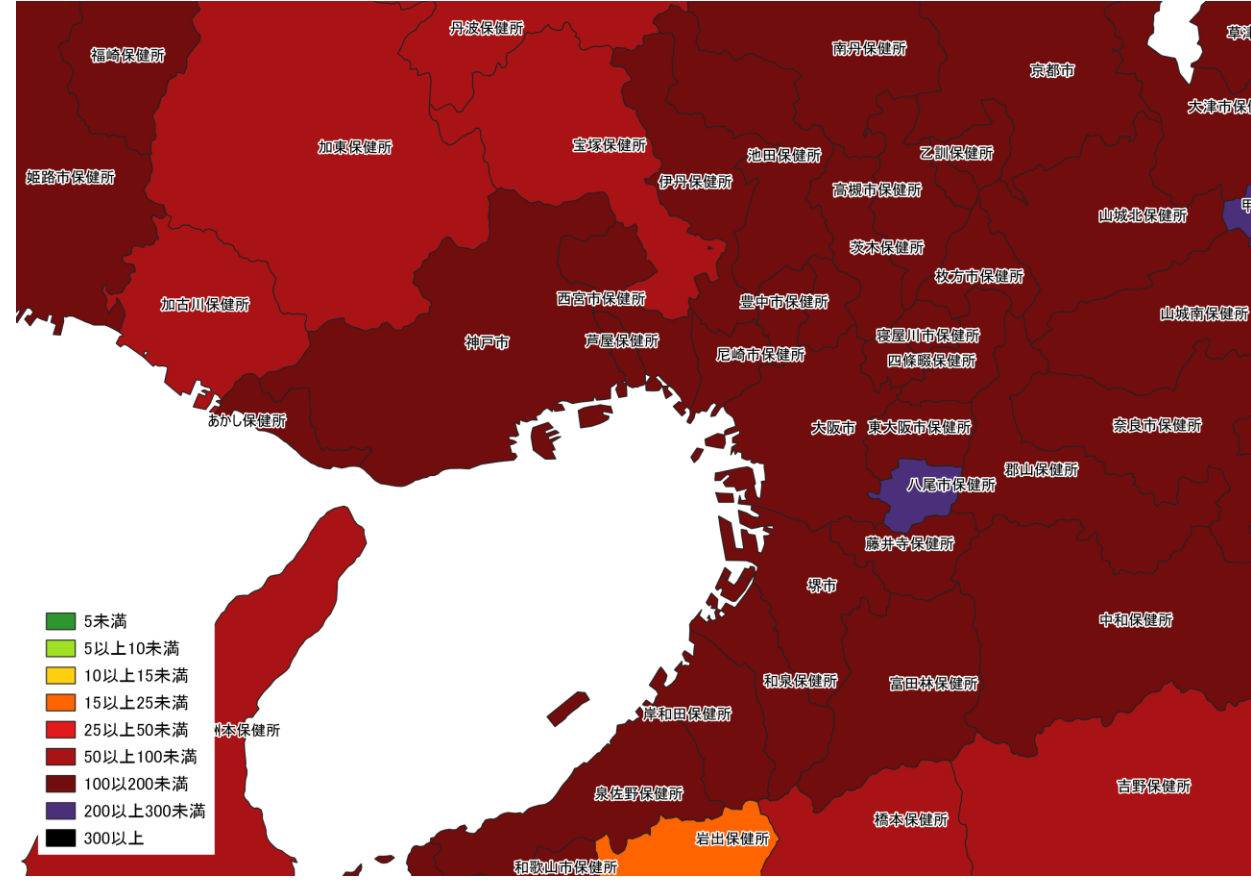 丹波保健所
福崎保健所
南丹保健所
草津
京都市
大津市保健
加東保健所
宝塚保健所
池田保健所
乙訓保健所
姫路市保健所
伊丹保健所
高槻市保健所
甲
山城北保健所
茨木保健所
枚方市保健所
加古川保健所
西宮市保健所
豊中市保健所
山城南保健所
神戸市
芦屋保健所
尼崎市保健所
寝屋川市保健所
四條畷保健所
あかし保健所
大阪市
東大阪市保健所
奈良市保健所
郡山保健所
八尾市保健所
藤井寺保健所
堺市
中和保健所
和泉保健所
富田林保健所
岸和田保健所
洲本保健所
泉佐野保健所
吉野保健所
橋本保健所
岩出保健所
和歌山市保健所
5未満
5以上10未満
10以上15未満
15以上25未満
25以上50未満
50以上100未満
100以200未満
200以上300未満
300以上